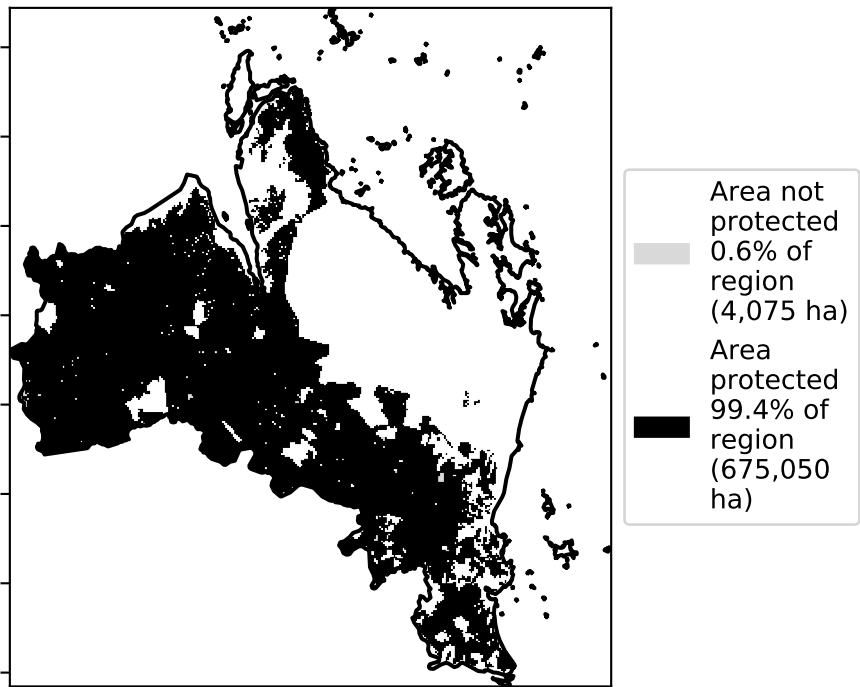 Area not
protected
0.6% of
region
(4,075 ha)
Area
protected
99.4% of
region
(675,050
ha)